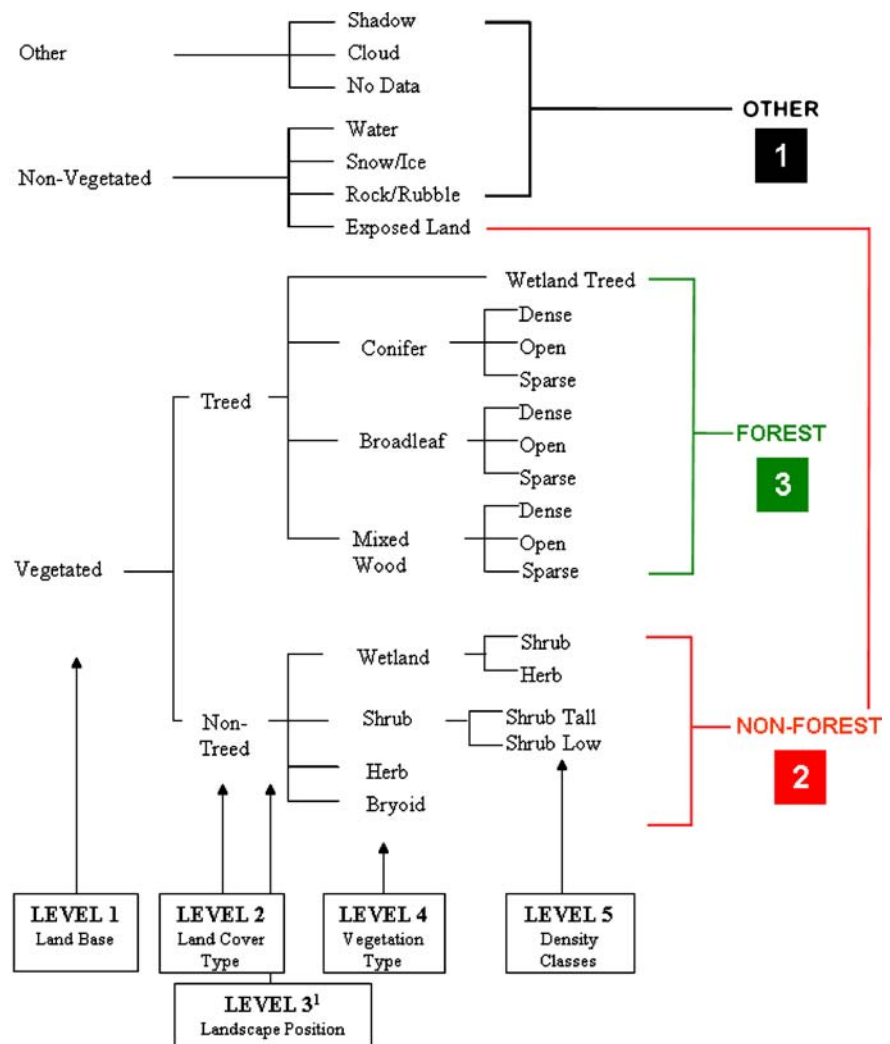 Shadow
Other
Cloud
No Data
OTHER
1
Water
Snow/Ice
Non-Vegetated
Rock/Rubble
Exposed Land
Wetland Treed
Dense
Conifer
Open
Sparse
Treed
Dense
Broadleaf
Open
Sparse
FOREST
3
Dense
Mixed
Wood
Open
Sparse
Vegetated
Wetland
Shrub
Herb
Non-
Treed
Shrub
Shrub Tall
Shrub Low
NON-FOREST
2
Herb
Bryoid
LEVEL 1
Land Base
LEVEL 2
Land Cover
Type
LEVEL 4
Vegetation
Type
LEVEL 5
Density
Classes
LEVEL 3¹
Landscape Position